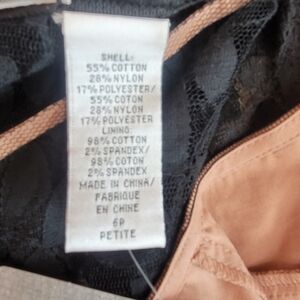 SHELL:
55% COTTON
28% NYLON
17% POLYESTER/
55% COTON
28% NYLON
17% POLYESTER
LINING:
98% COTTON
2% SPANDEX/
98% COTON
2% SPANDEX
MADE IN CHINA/
FABRIQUE
EN CHINE
6P
PETITE